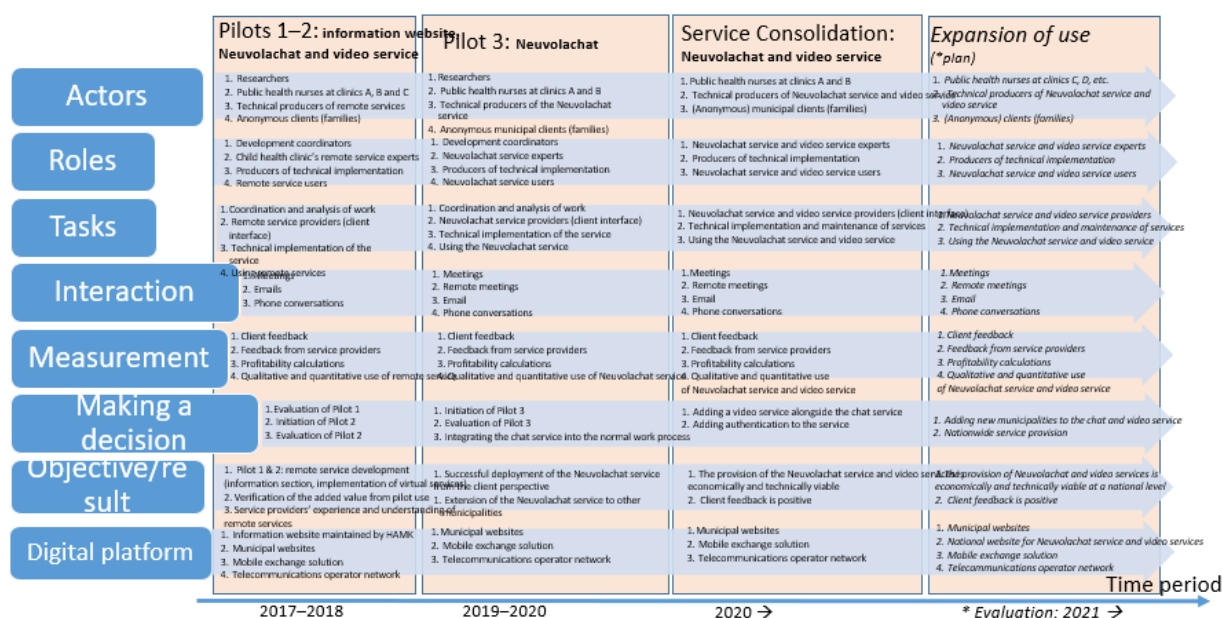 Pilots 1–2: information website,
Neuvolachat and video service
Pilot 3: Neuvolachat
Service Consolidation:
Neuvolachat and video service
Expansion of use
(*plan)
Actors
1. Researchers
2. Public health nurses at clinics A, B and C
3. Technical producers of remote services
4. Anonymous clients (families)
1. Researchers
2. Public health nurses at clinics A and B
3. Technical producers of the Neuvolachat
service
4. Anonymous municipal clients (families)
1. Public health nurses at clinics A and B
2. Technical producers of Neuvolachat service and video service
3. (Anonymous) municipal clients (families)
1. Public health nurses at clinics C, D, etc.
2. Technical producers of Neuvolachat service and
video service
3. (Anonymous) clients (families)
Roles
1. Development coordinators
2. Child health clinic's remote service experts
3. Producers of technical implementation
4. Remote service users
1. Development coordinators
2. Neuvolachat service experts
3. Producers of technical implementation
4. Neuvolachat service users
1. Neuvolachat service and video service experts
2. Producers of technical implementation
3. Neuvolachat service and video service users
1. Neuvolachat service and video service experts
2. Producers of technical implementation
3. Neuvolachat service and video service users
Tasks
1. Coordination and analysis of work
2. Remote service providers (client
interface)
3. Technical implementation of the
service
4. Using remote services
1. Coordination and analysis of work
2. Neuvolachat service providers (client interface)
3. Technical implementation of the service
4. Using the Neuvolachat service
1. Neuvolachat service and video service providers (client interface)
2. Technical implementation and maintenance of services
3. Using the Neuvolachat service and video service
1. Neuvolachat service and video service providers
2. Technical implementation and maintenance of services
3. Using the Neuvolachat service and video service
Interaction
1. Meetings
2. Emails
3. Phone conversations
1. Meetings
2. Remote meetings
3. Email
4. Phone conversations
1. Meetings
2. Remote meetings
3. Email
4. Phone conversations
1. Meetings
2. Remote meetings
3. Email
4. Phone conversations
Measurement
1. Client feedback
2. Feedback from service providers
3. Profitability calculations
4. Qualitative and quantitative use of remote service
1. Client feedback
2. Feedback from service providers
3. Profitability calculations
4. Qualitative and quantitative use of Neuvolachat service
1. Client feedback
2. Feedback from service providers
3. Profitability calculations
4. Qualitative and quantitative use
of Neuvolachat service and video service
1. Client feedback
2. Feedback from service providers
3. Profitability calculations
4. Qualitative and quantitative use
of Neuvolachat service and video service
Making a
decision
1. Evaluation of Pilot 1
2. Initiation of Pilot 2
3. Evaluation of Pilot 2
1. Initiation of Pilot 3
2. Evaluation of Pilot 3
3. Integrating the chat service into the normal work process
1. Adding a video service alongside the chat service
2. Adding authentication to the service
1. Adding new municipalities to the chat and video service
2. Nationwide service provision
Objective/re
sult
1. Pilot 1 & 2: remote service development
(information section, implementation of virtual services)
2. Verification of the added value from pilot use
3. Service providers' experience and understanding of
remote services
1. Successful deployment of the Neuvolachat service
from the client perspective
1. Extension of the Neuvolachat service to other
municipalities
1. The provision of the Neuvolachat service and video
economically and technically viable
2. Client feedback is positive
provision of Neuvolachat and video services is
economically and technically viable at a national level
2. Client feedback is positive
Digital platform
1. Information website maintained by HAMK
2. Municipal websites
3. Mobile exchange solution
4. Telecommunications operator network
1. Municipal websites
2. Mobile exchange solution
3. Telecommunications operator network
1. Municipal websites
2. Mobile exchange solution
3. Telecommunications operator network
1. Municipal websites
2. National website for Neuvolachat service and video services
3. Mobile exchange solution
4. Telecommunications operator network
Time period
2017–2018
2019–2020
2020 →
* Evaluation: 2021 →